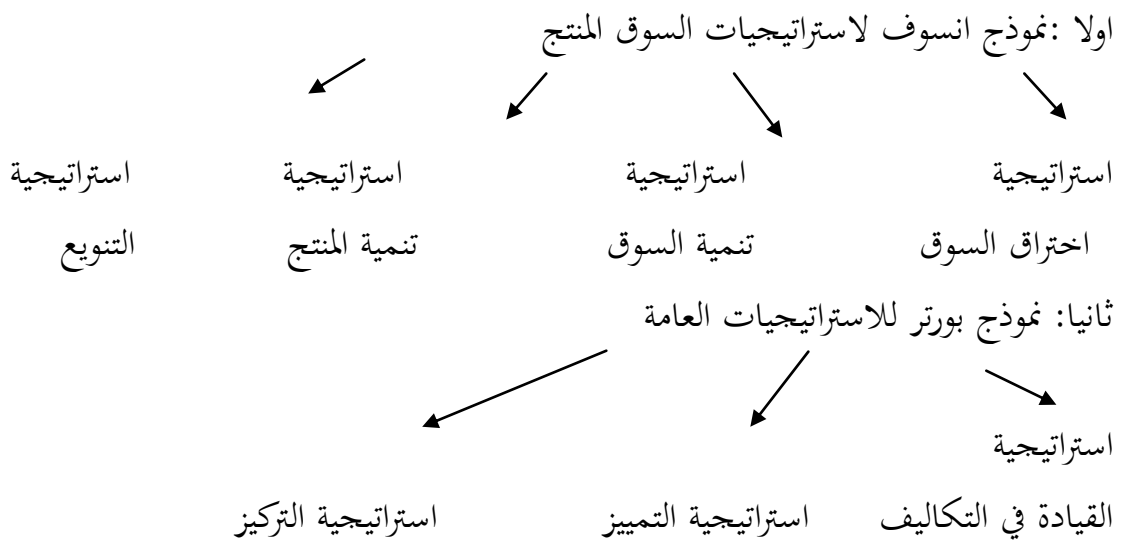 اولا :نموذج انسوف لاستراتيجيات السوق المنتج
استراتيجية استراتيجية استراتيجية استراتيجية
اختراق السوق تنمية السوق تنمية المنتج التنويع
ثانيا: نموذج بورتر للاستراتيجيات العامة
استراتيجية
القيادة في التكاليف استراتيجية التمييز استراتيجية التركيز